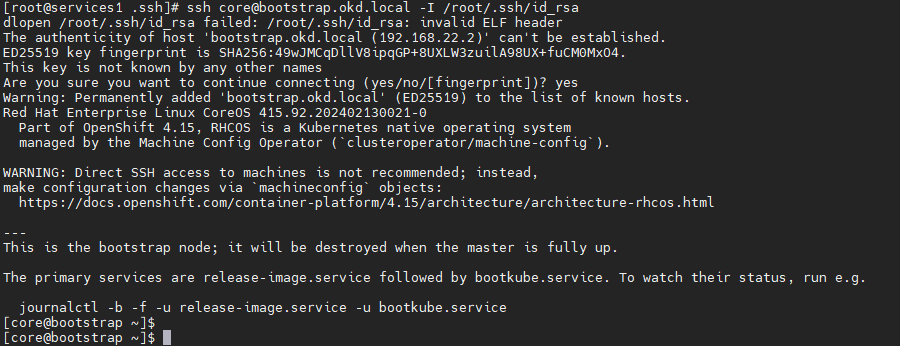 [root@services1 .ssh]# ssh core@bootstrap.okd.local -I /root/.ssh/id_rsa
dlopen /root/.ssh/id_rsa failed: /root/.ssh/id_rsa: invalid ELF header
The authenticity of host 'bootstrap.okd.local (192.168.22.2)' can't be established.
ED25519 key fingerprint is SHA256:49wJMCqDllV8ipqGP+8UXLW3zuilA98UX+fuCM0MxO4.
This key is not known by any other names
Are you sure you want to continue connecting (yes/no/[fingerprint])? yes
Warning: Permanently added 'bootstrap.okd.local' (ED25519) to the list of known hosts.
Red Hat Enterprise Linux CoreOS 415.92.202402130021-0
  Part of OpenShift 4.15, RHCOS is a Kubernetes native operating system
  managed by the Machine Config Operator (`clusteroperator/machine-config`).

WARNING: Direct SSH access to machines is not recommended; instead,
make configuration changes via `machineconfig` objects:
  https://docs.openshift.com/container-platform/4.15/architecture/architecture-rhcos.html

---
This is the bootstrap node; it will be destroyed when the master is fully up.

The primary services are release-image.service followed by bootkube.service. To watch their status, run e.g.

  journalctl -b -f -u release-image.service -u bootkube.service
[core@bootstrap ~]$
[core@bootstrap ~]$